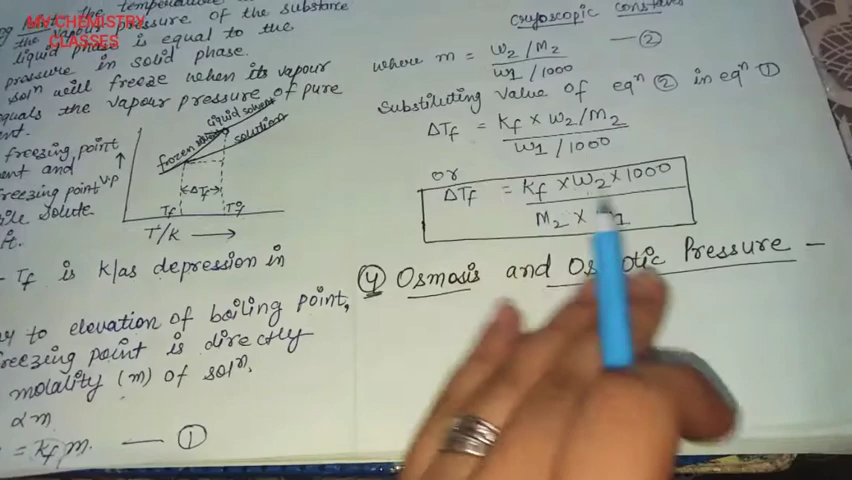 MY CHEMISTRY
CLASSES
the temperature
the vapour pressure of the substance
liquid phase is equal to the
pressure in solid phase.
soln will freeze when its vapour
equals the vapour pressure of pure
freezing point
and
freezing point
solute
liquid solvent
frozen
solution
V.P
ΔTf
Tf
T°f
T/K
- Tf is k/as depression in
to elevation of boiling point,
freezing point is directly
molality (m) of soln.
∝ m
= Kf m. — ①
cryoscopic constant
where m = W2/M2 — ②
W1/1000
Substituting value of eqn ② in eqn ①
ΔTf = Kf × W2/M2
W1/1000
or
ΔTf = Kf × W2 × 1000
M2 ×
④ Osmosis and Osmotic Pressure –